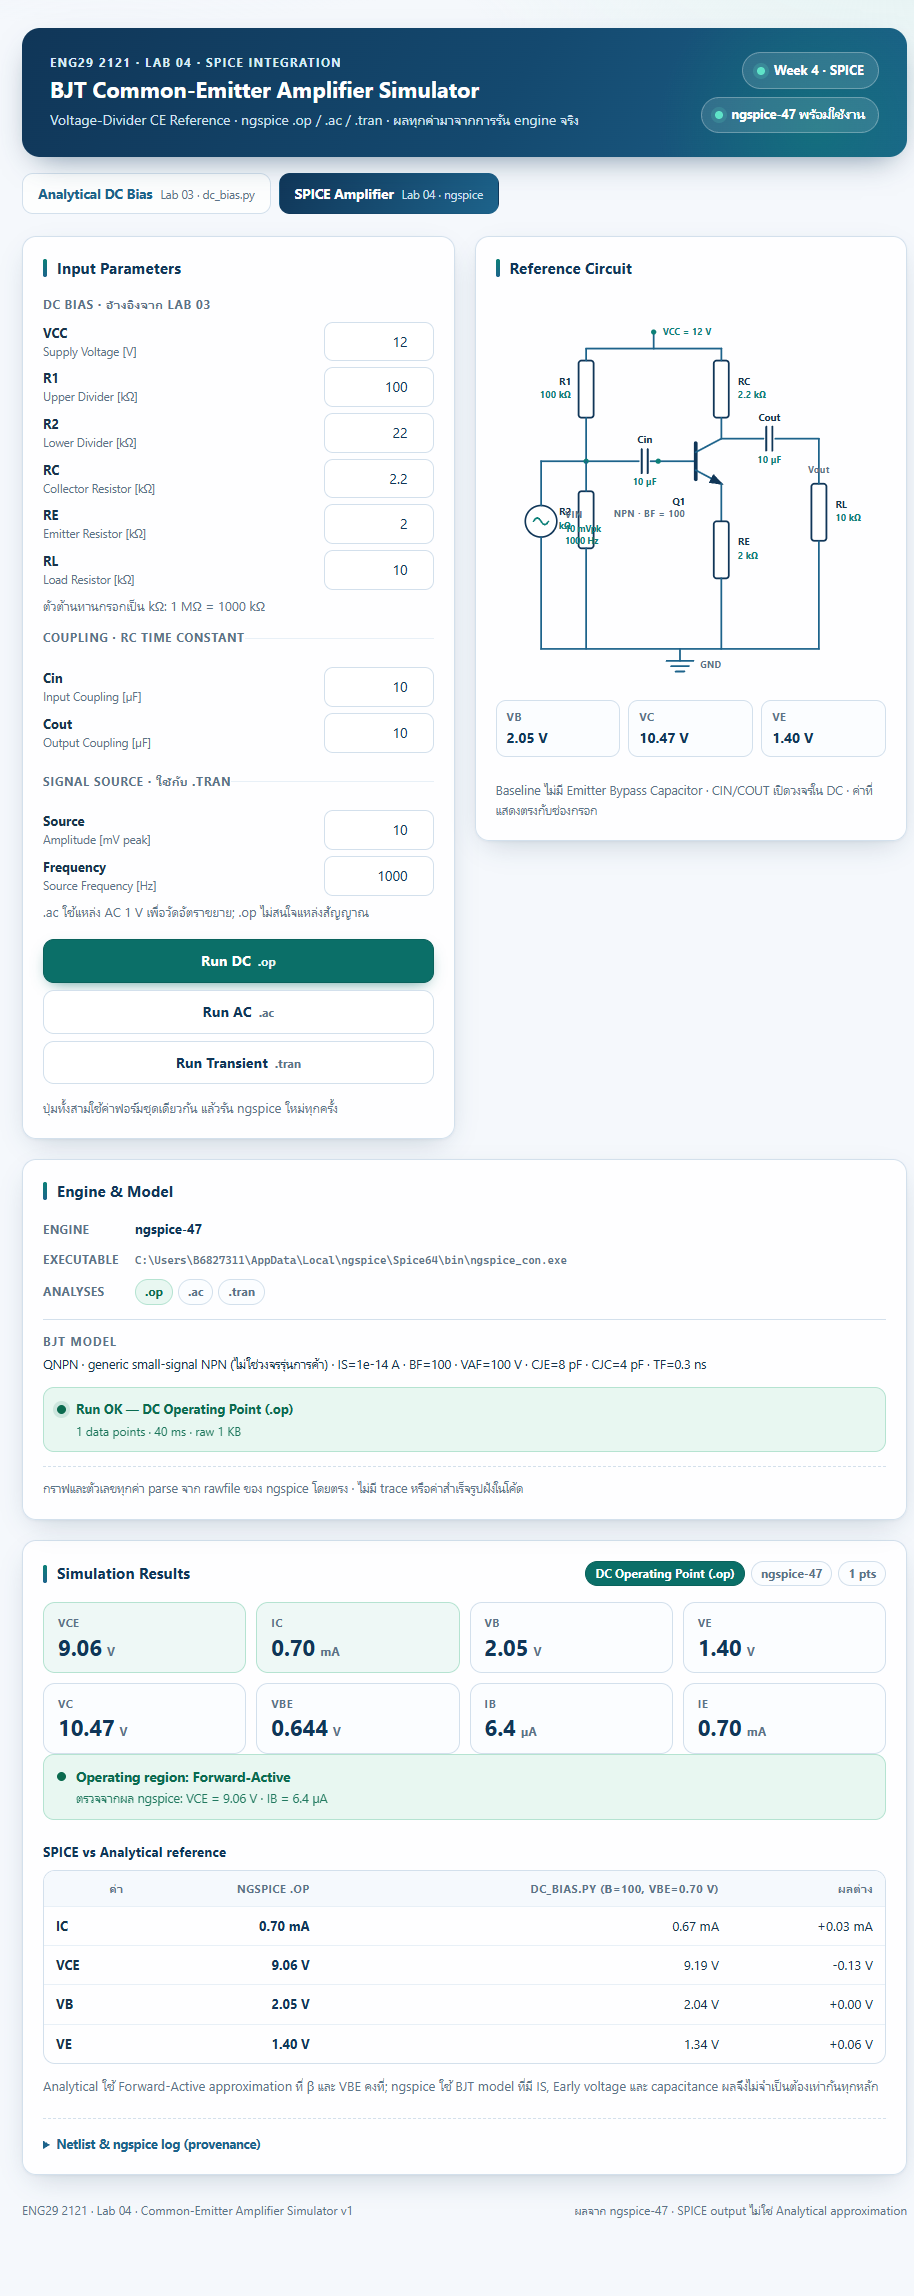 ENG29 2121 · LAB 04 · SPICE INTEGRATION
BJT Common-Emitter Amplifier Simulator
Voltage-Divider CE Reference · ngspice .op / .ac / .tran · ผลทุกค่ามาจากการรัน engine จริง
Week 4 · SPICE
ngspice-47 พร้อมใช้งาน
Analytical DC Bias Lab 03 · dc_bias.py
SPICE Amplifier Lab 04 · ngspice
Input Parameters
DC BIAS · อ้างอิงจาก LAB 03
VCC
Supply Voltage [V]
12
R1
Upper Divider [kΩ]
100
R2
Lower Divider [kΩ]
22
RC
Collector Resistor [kΩ]
2.2
RE
Emitter Resistor [kΩ]
2
RL
Load Resistor [kΩ]
10
ตัวต้านทานกรอกเป็น kΩ: 1 MΩ = 1000 kΩ
COUPLING · RC TIME CONSTANT
Cin
Input Coupling [µF]
10
Cout
Output Coupling [µF]
10
SIGNAL SOURCE · ใช้กับ .TRAN
Source
Amplitude [mV peak]
10
Frequency
Source Frequency [Hz]
1000
.ac ใช้แหล่ง AC 1 V เพื่อวัดอัตราขยาย; .op ไม่สนใจแหล่งสัญญาณ
Run DC .op
Run AC .ac
Run Transient .tran
ปุ่มทั้งสามใช้ค่าฟอร์มชุดเดียวกัน แล้วรัน ngspice ใหม่ทุกครั้ง
Reference Circuit
VCC = 12 V
R1
100 kΩ
RC
2.2 kΩ
Cout
10 µF
Cin
10 µF
Vout
Q1
NPN · BF = 100
R2
kΩ
VIN
10 mVpk
1000 Hz
RL
10 kΩ
RE
2 kΩ
GND
VB
2.05 V
VC
10.47 V
VE
1.40 V
Baseline ไม่มี Emitter Bypass Capacitor · CIN/COUT เปิดวงจรใน DC · ค่าที่
แสดงตรงกับช่องกรอก
Engine & Model
ENGINE ngspice-47
EXECUTABLE C:\Users\B6827311\AppData\Local\ngspice\Spice64\bin\ngspice_con.exe
ANALYSES .op .ac .tran
BJT MODEL
QNPN · generic small-signal NPN (ไม่ใช่วงจรรุ่นการค้า) · IS=1e-14 A · BF=100 · VAF=100 V · CJE=8 pF · CJC=4 pF · TF=0.3 ns
Run OK — DC Operating Point (.op)
1 data points · 40 ms · raw 1 KB
กราฟและตัวเลขทุกค่า parse จาก rawfile ของ ngspice โดยตรง · ไม่มี trace หรือค่าสำเร็จรูปฝังในโค้ด
Simulation Results
DC Operating Point (.op) ngspice-47 1 pts
VCE
9.06 V
IC
0.70 mA
VB
2.05 V
VE
1.40 V
VC
10.47 V
VBE
0.644 V
IB
6.4 µA
IE
0.70 mA
Operating region: Forward-Active
ตรวจจากผล ngspice: VCE = 9.06 V · IB = 6.4 µA
SPICE vs Analytical reference
ค่า NGSPICE .OP DC_BIAS.PY (Β=100, VBE=0.70 V) ผลต่าง
IC 0.70 mA 0.67 mA +0.03 mA
VCE 9.06 V 9.19 V -0.13 V
VB 2.05 V 2.04 V +0.00 V
VE 1.40 V 1.34 V +0.06 V
Analytical ใช้ Forward-Active approximation ที่ β และ VBE คงที่; ngspice ใช้ BJT model ที่มี IS, Early voltage และ capacitance ผลจึงไม่จำเป็นต้องเท่ากันทุกหลัก
▶ Netlist & ngspice log (provenance)
ENG29 2121 · Lab 04 · Common-Emitter Amplifier Simulator v1
ผลจาก ngspice-47 · SPICE output ไม่ใช่ Analytical approximation